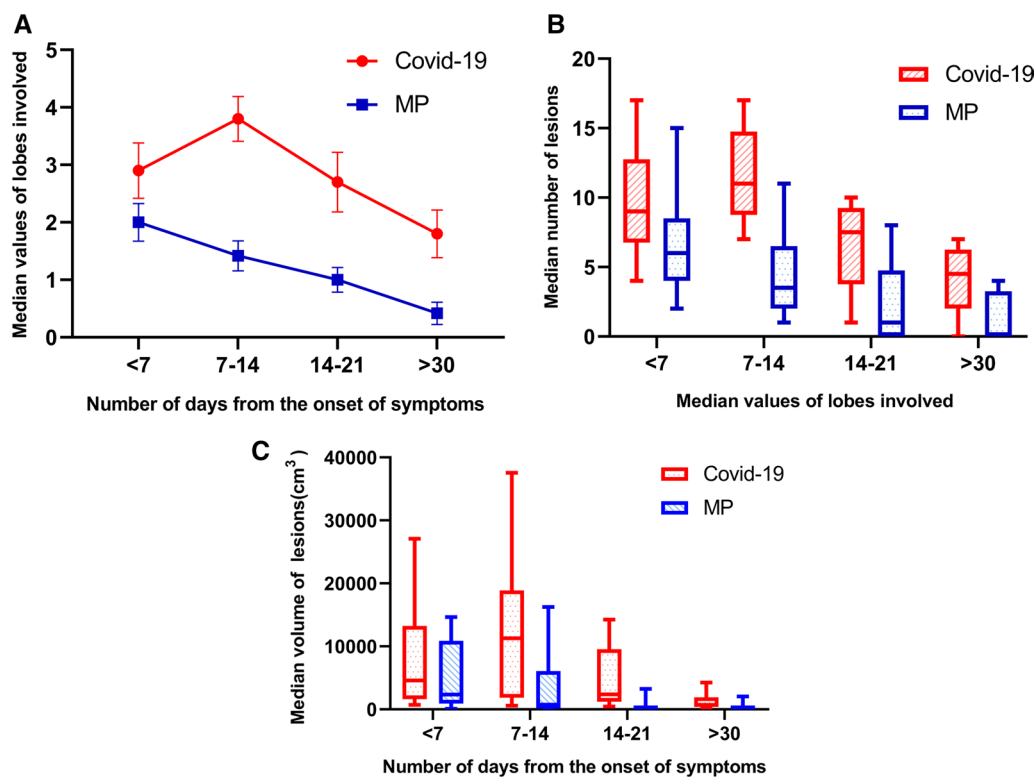 A
Median values of lobes involved
5
4
3
2
1
0
Covid-19
MP
<7
7-14
14-21
>30
Number of days from the onset of symptoms
B
Median number of lesions
20
15
10
5
0
Covid-19
MP
<7
7-14
14-21
>30
Median values of lobes involved
C
Median volume of lesions(cm³)
40000
30000
20000
10000
0
Covid-19
MP
<7
7-14
14-21
>30
Number of days from the onset of symptoms